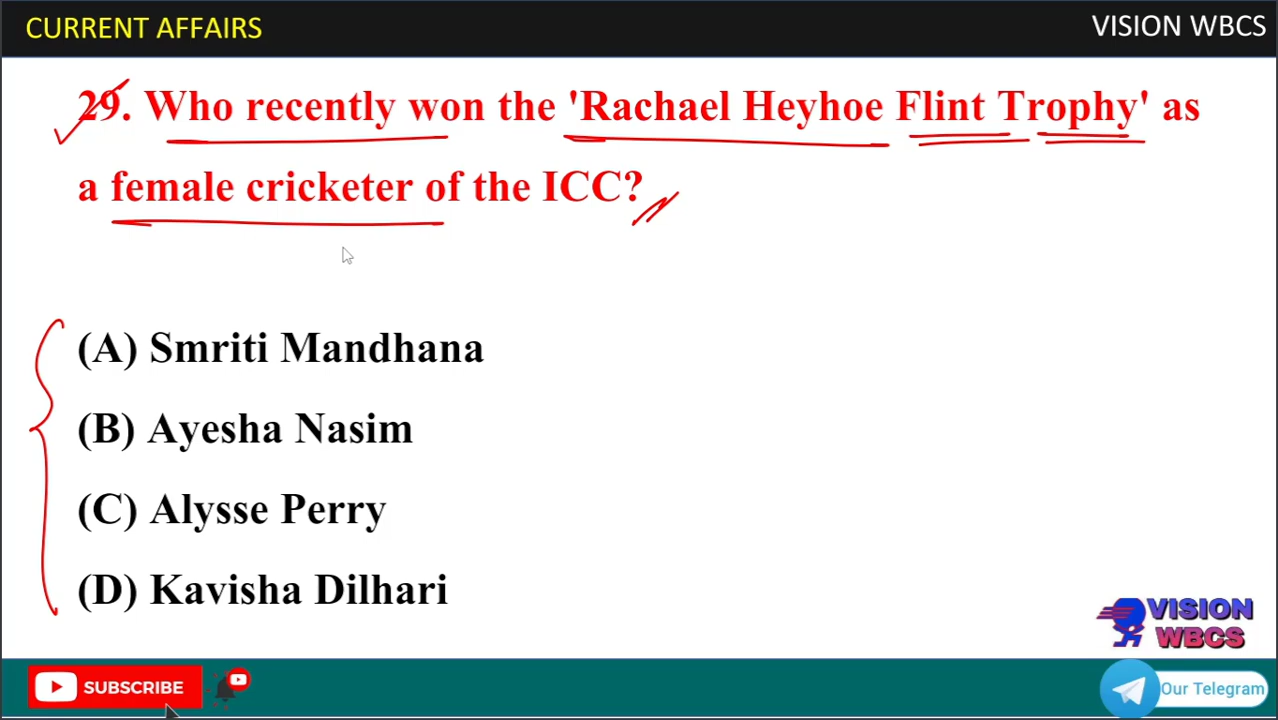 CURRENT AFFAIRS
VISION WBCS
29. Who recently won the 'Rachael Heyhoe Flint Trophy' as
a female cricketer of the ICC?
(A) Smriti Mandhana
(B) Ayesha Nasim
(C) Alysse Perry
(D) Kavisha Dilhari
VISION
WBCS
SUBSCRIBE
Our Telegram